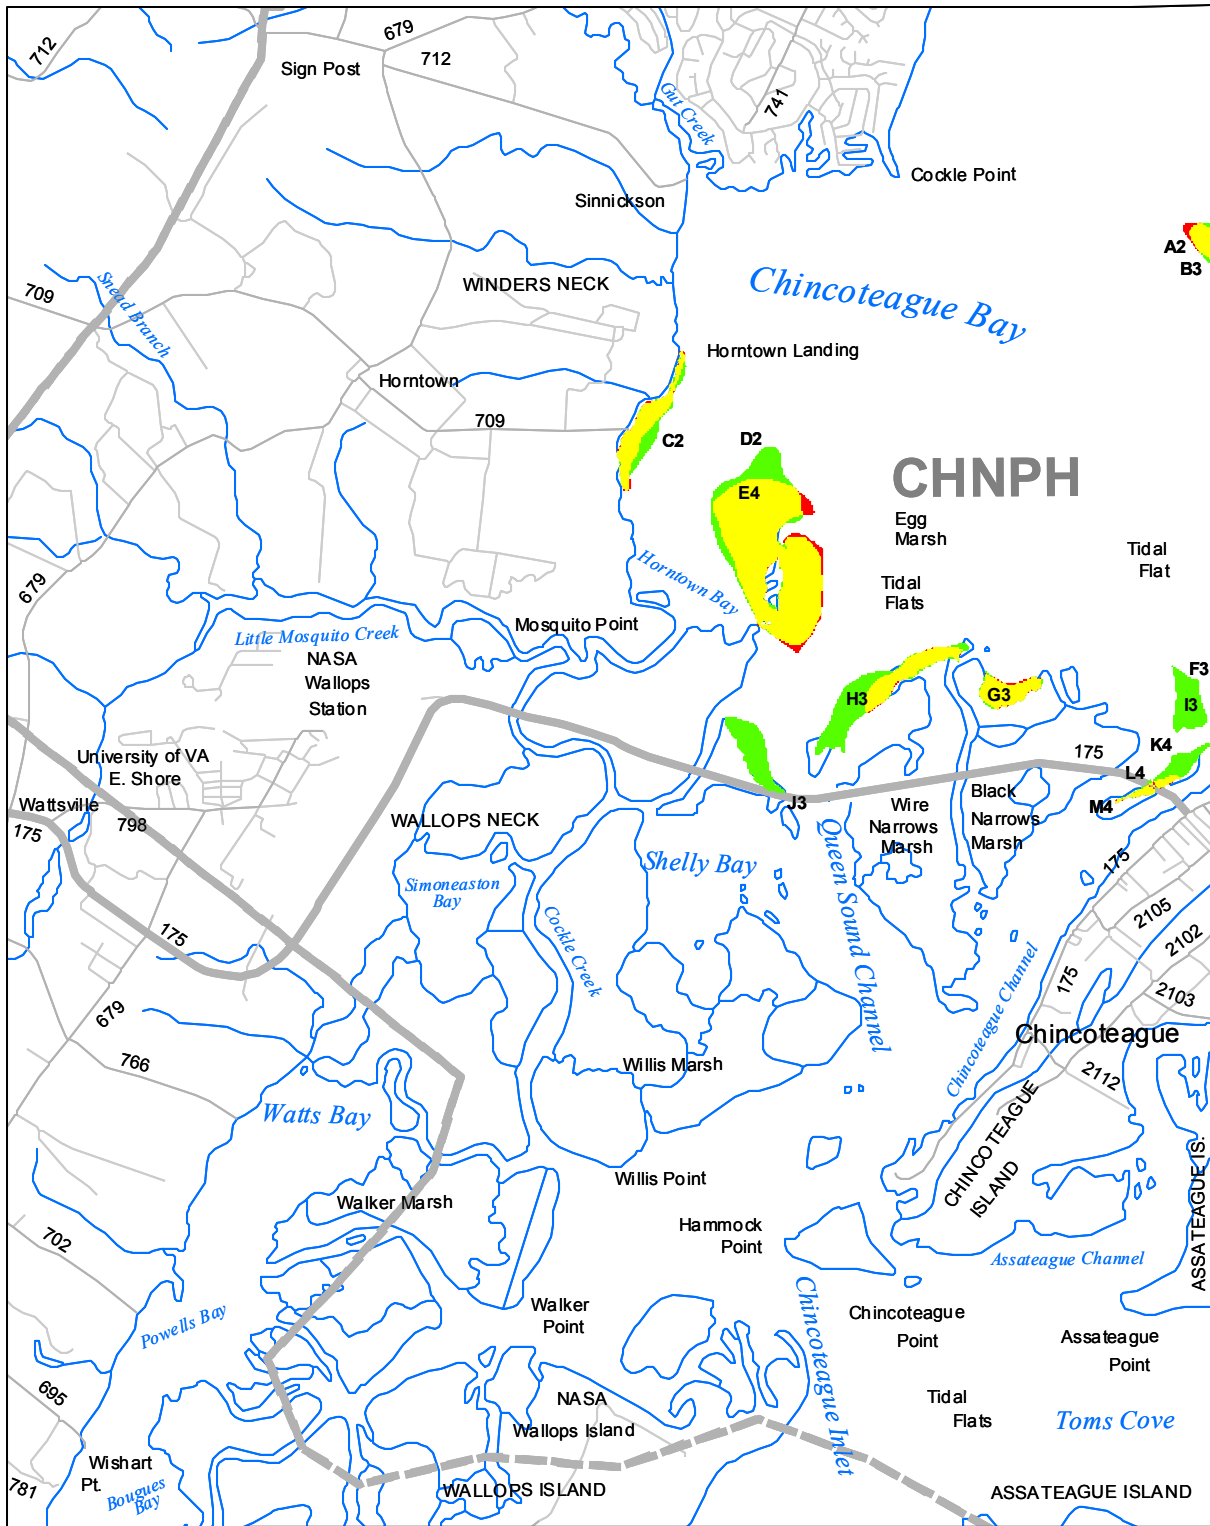 679
712
712
Sign Post
741
Gut Creek
Cockle Point
Sinnickson
A2
B3
WINDERS NECK
Chincoteague Bay
709
Snead Branch
Horntown Landing
Horntown
709
C2
D2
E4
CHNPH
Egg
Marsh
Tidal
Flat
679
Horntown Bay
Tidal
Flats
Little Mosquito Creek
Mosquito Point
NASA
Wallops
Station
H3
G3
F3
I3
University of VA
E. Shore
175
K4
L4
M4
Wattsville
798
175
J3
WALLOPS NECK
Wire
Narrows
Marsh
Black
Narrows
Marsh
Shelly Bay
Queen Sound Channel
175
Simoneaston
Bay
Cockle Creek
2105
2102
175
175
2103
Chincoteague Channel
679
Chincoteague
766
Willis Marsh
2112
Watts Bay
CHINCOTEAGUE
ISLAND
ASSATEAGUE IS.
Willis Point
Walker Marsh
Hammock
Point
702
Assateague Channel
Powells Bay
Walker
Point
Chincoteague Inlet
Chincoteague
Point
Assateague
Point
695
NASA
Wallops Island
Tidal
Flats
Toms Cove
Wishart
Pt.
781
Bougues
Bay
WALLOPS ISLAND
ASSATEAGUE ISLAND